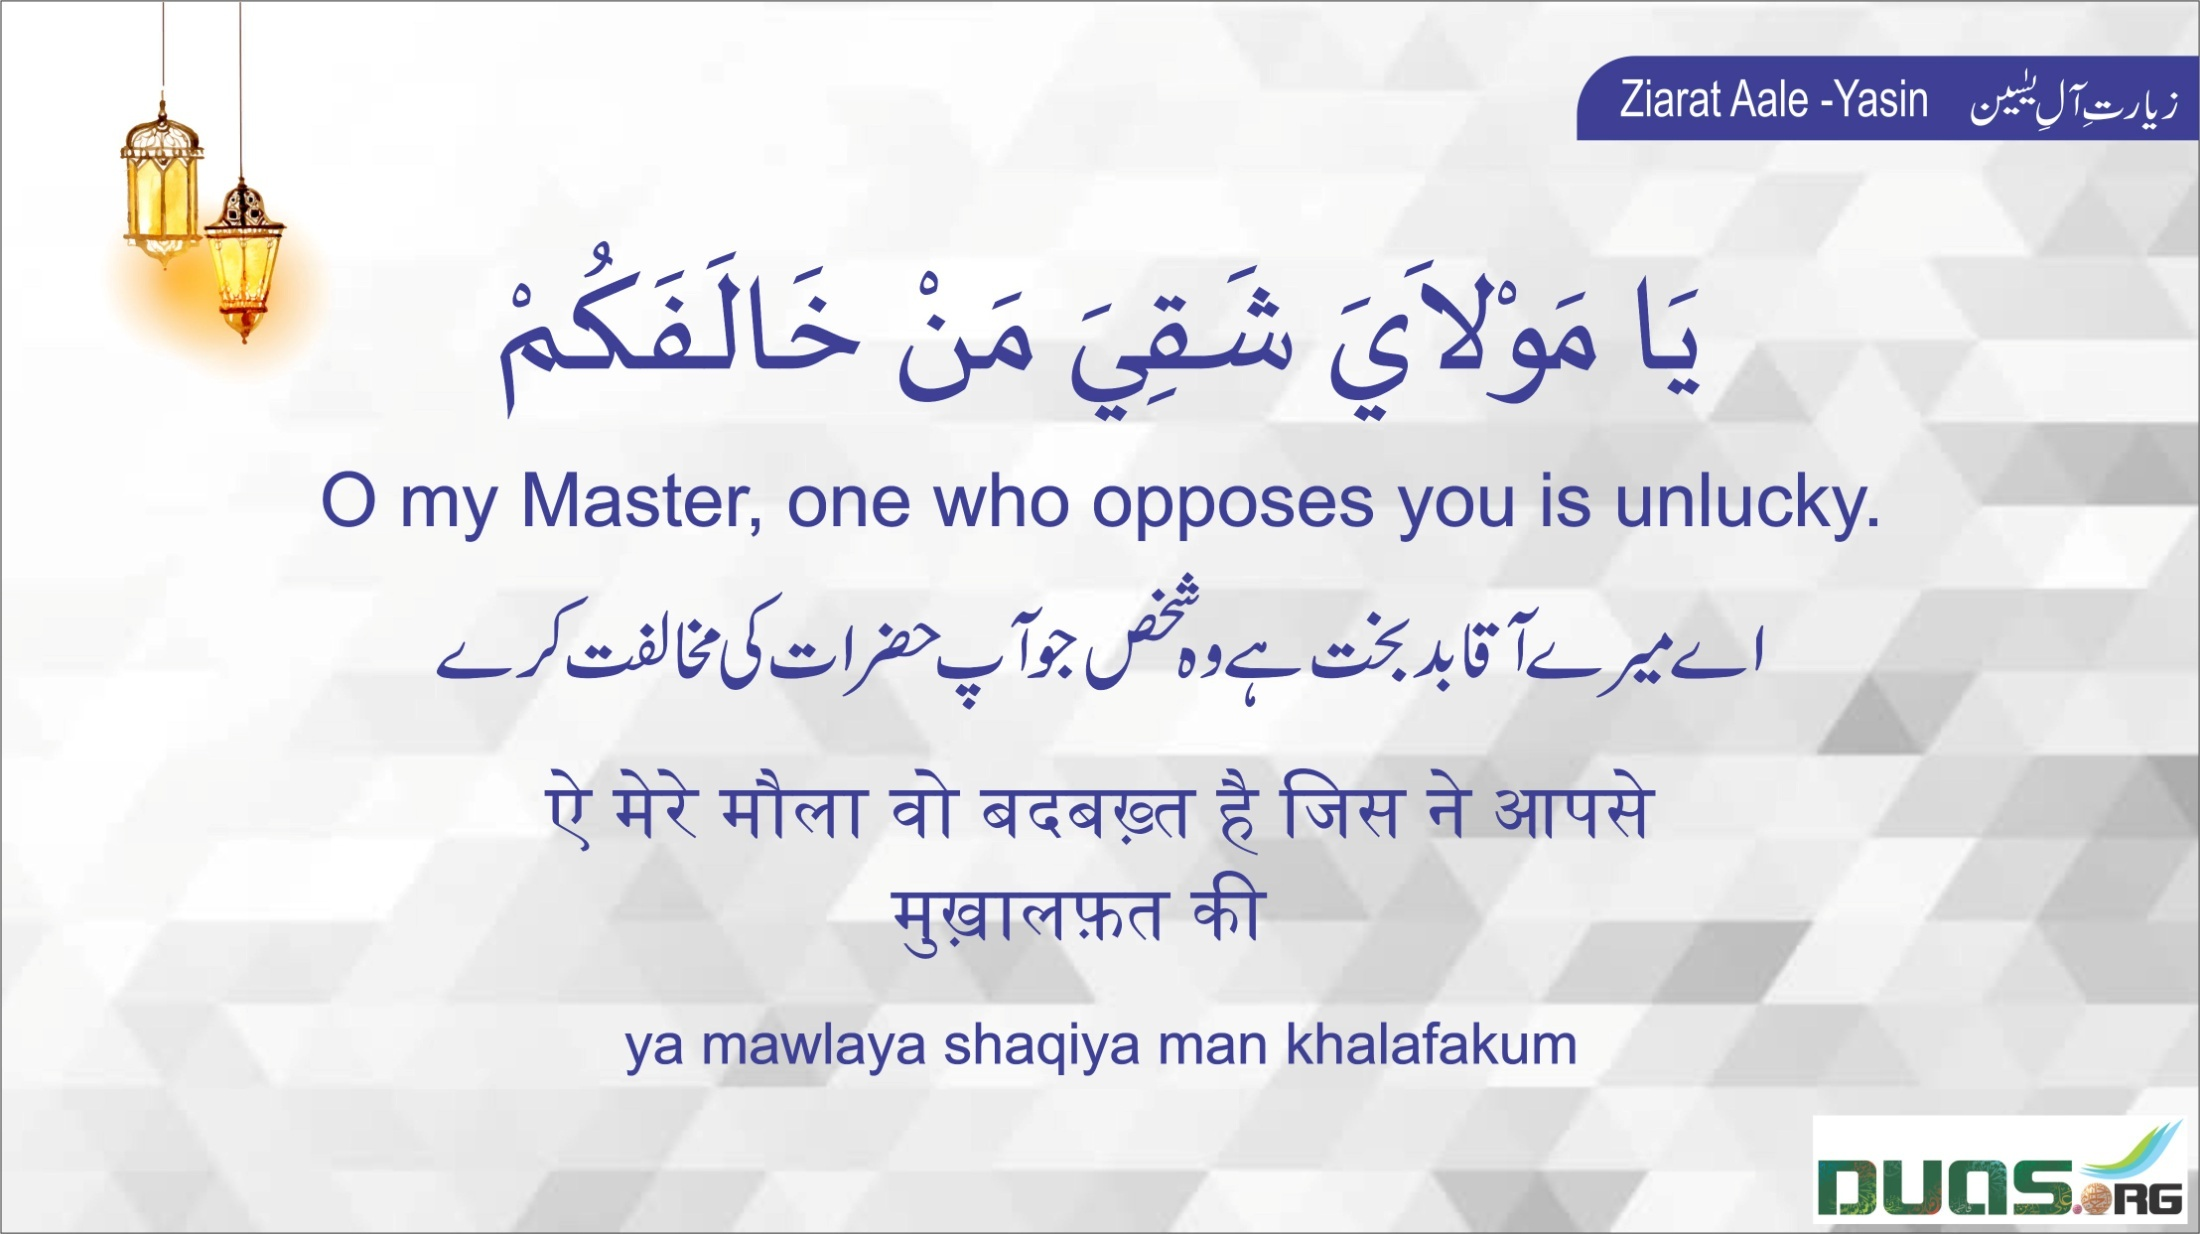 Ziarat Aale -Yasin زیارتِ آلِ یٰسین
يَا مَوْلاَيَ شَقِيَ مَنْ خَالَفَكُمْ
O my Master, one who opposes you is unlucky.
اے میرے آقا بدبخت ہے وہ شخص جو آپ حضرات کی مخالفت کرے
ऐ मेरे मौला वो बदबख़्त है जिस ने आपसे
मुख़ालफ़त की
ya mawlaya shaqiya man khalafakum
DUAS.ORG